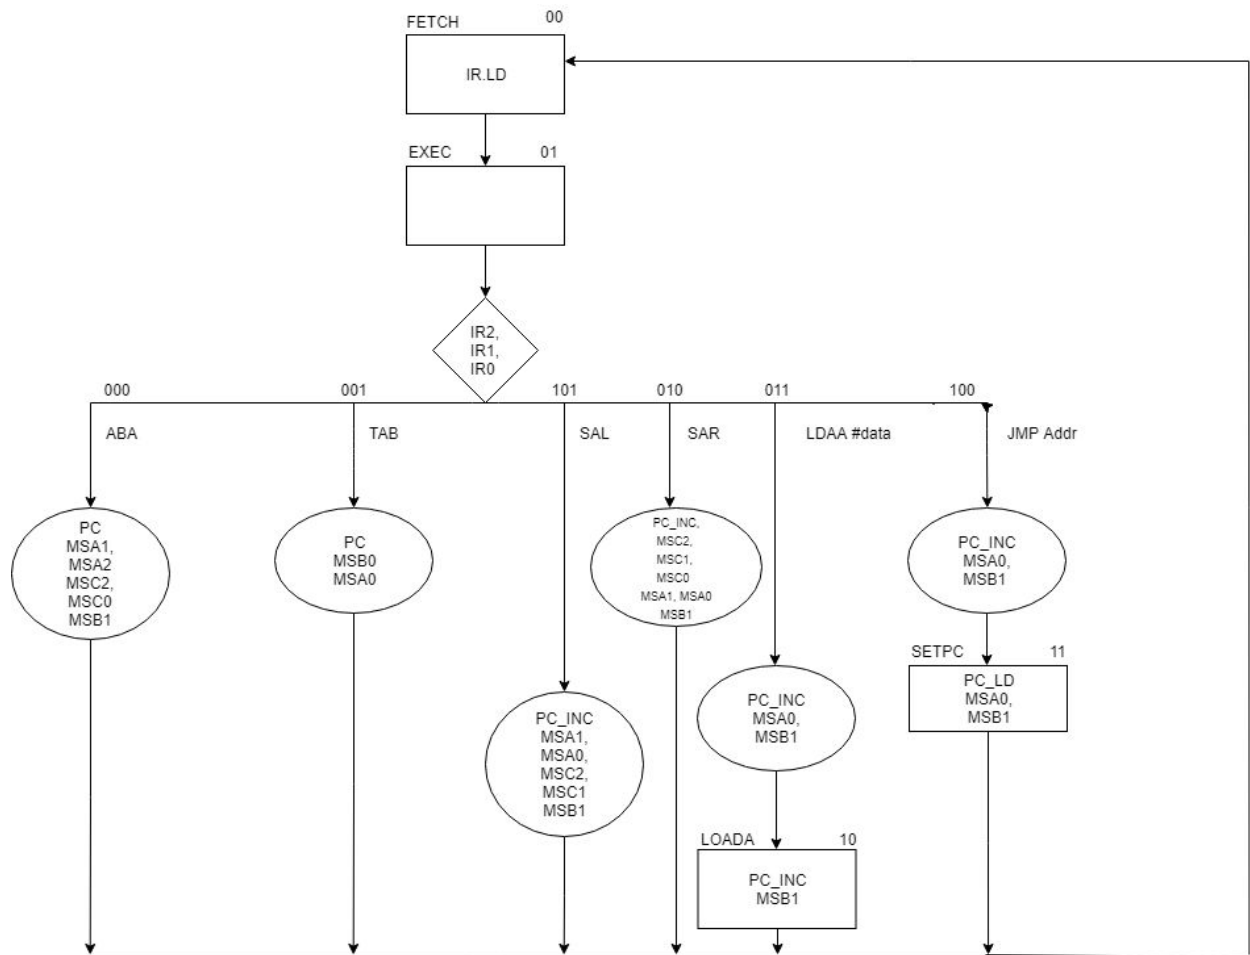 FETCH 00
IR.LD
EXEC 01
IR2,
IR1,
IR0
000 001 101 010 011 100
ABA TAB SAL SAR LDAA #data JMP Addr
PC
MSA1,
MSA2
MSC2,
MSC0
MSB1
PC
MSB0
MSA0
PC_INC,
MSC2,
MSC1,
MSC0
MSA1, MSA0
MSB1
PC_INC
MSA0,
MSB1
SETPC 11
PC_LD
MSA0,
MSB1
PC_INC
MSA1,
MSA0,
MSC2,
MSC1
MSB1
PC_INC
MSA0,
MSB1
LOADA 10
PC_INC
MSB1